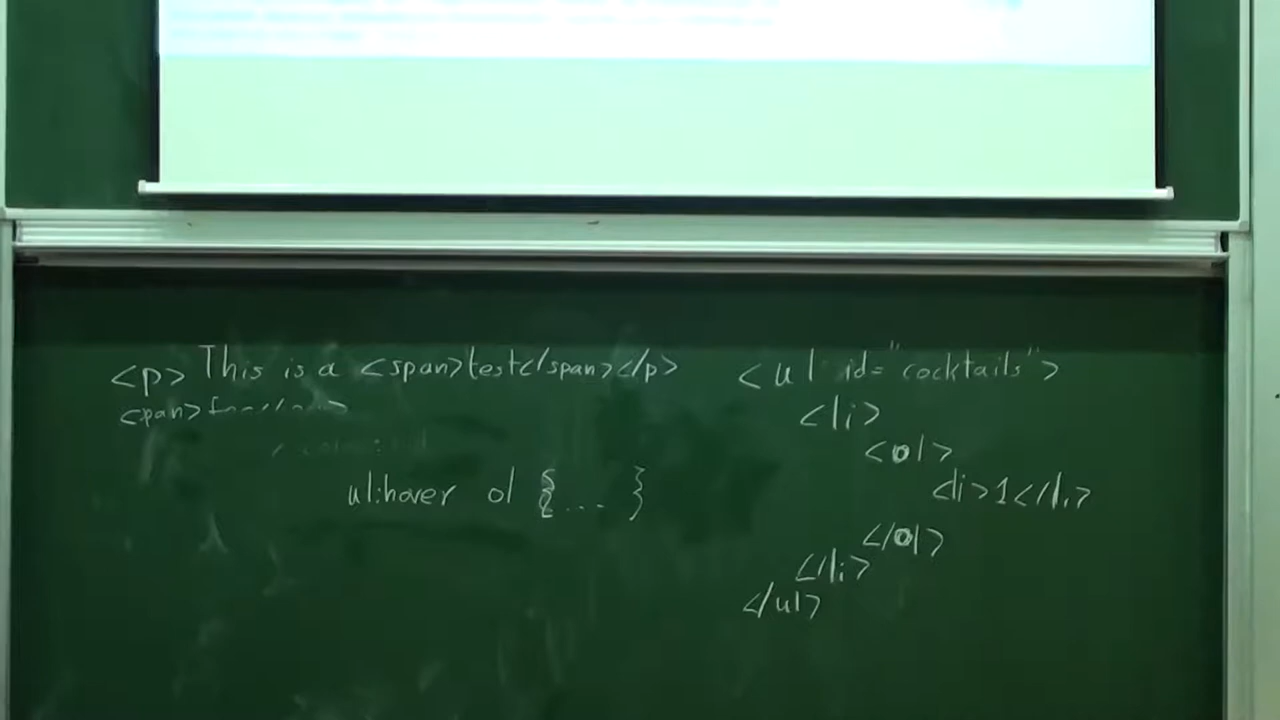 <p> This is a <span>test</span></p>
<pan>
ul:hover ol { ... }
<ul id="cocktails">
<li>
<ol>
<li>1</li>
</ol>
</li>
</ul>